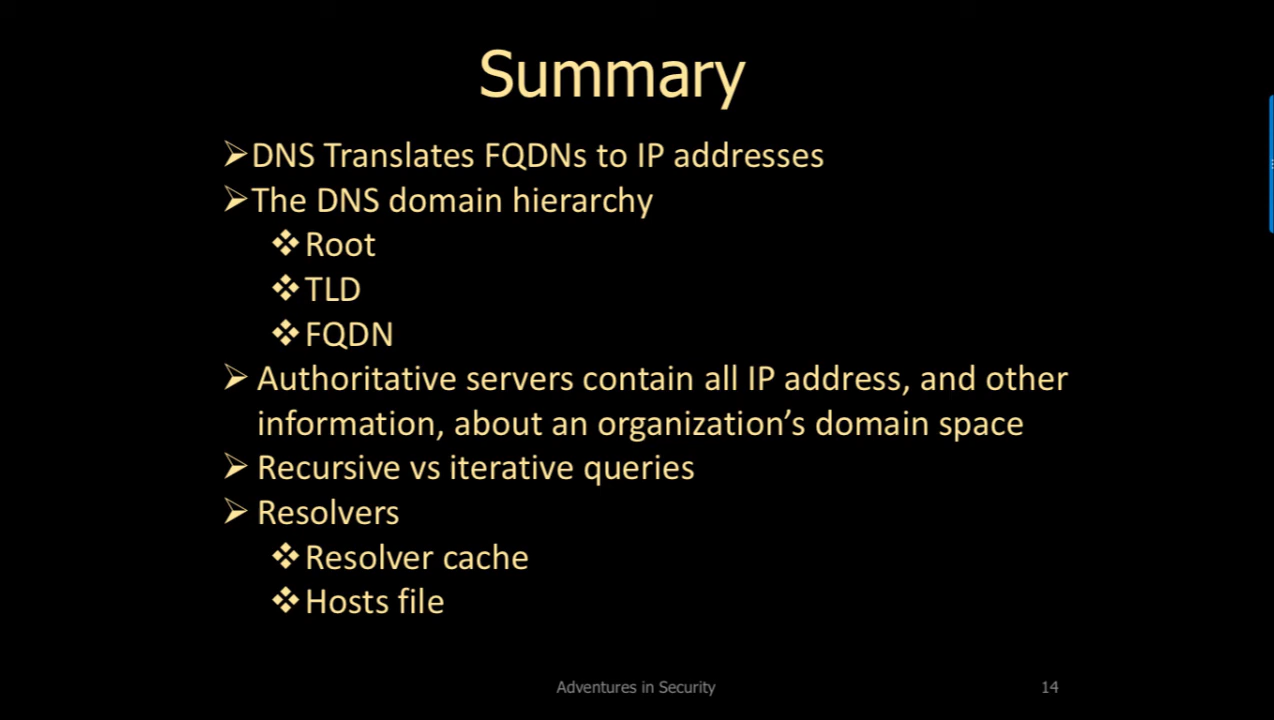 Summary
DNS Translates FQDNs to IP addresses
The DNS domain hierarchy
Root
TLD
FQDN
Authoritative servers contain all IP address, and other
information, about an organization's domain space
Recursive vs iterative queries
Resolvers
Resolver cache
Hosts file
Adventures in Security
14